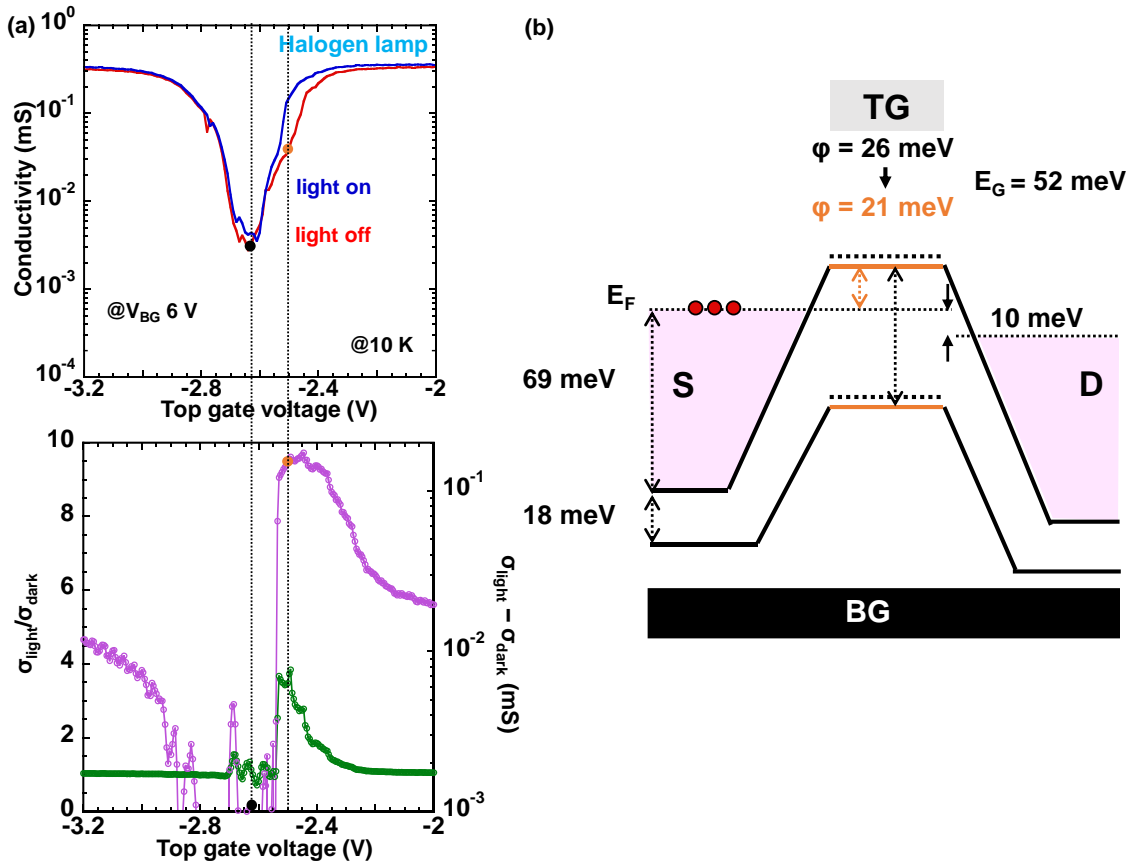 (a)
10⁰
10⁻¹
10⁻²
10⁻³
10⁻⁴
Conductivity (mS)
Halogen lamp
light on
light off
@V_BG 6 V
@10 K
-3.2 -2.8 -2.4 -2
Top gate voltage (V)
10
8
6
4
2
0
σ_light/σ_dark
10⁻¹
10⁻²
10⁻³
σ_light – σ_dark (mS)
-3.2 -2.8 -2.4 -2
Top gate voltage (V)
(b)
TG
φ = 26 meV
φ = 21 meV
E_G = 52 meV
E_F
10 meV
69 meV
S
D
18 meV
BG